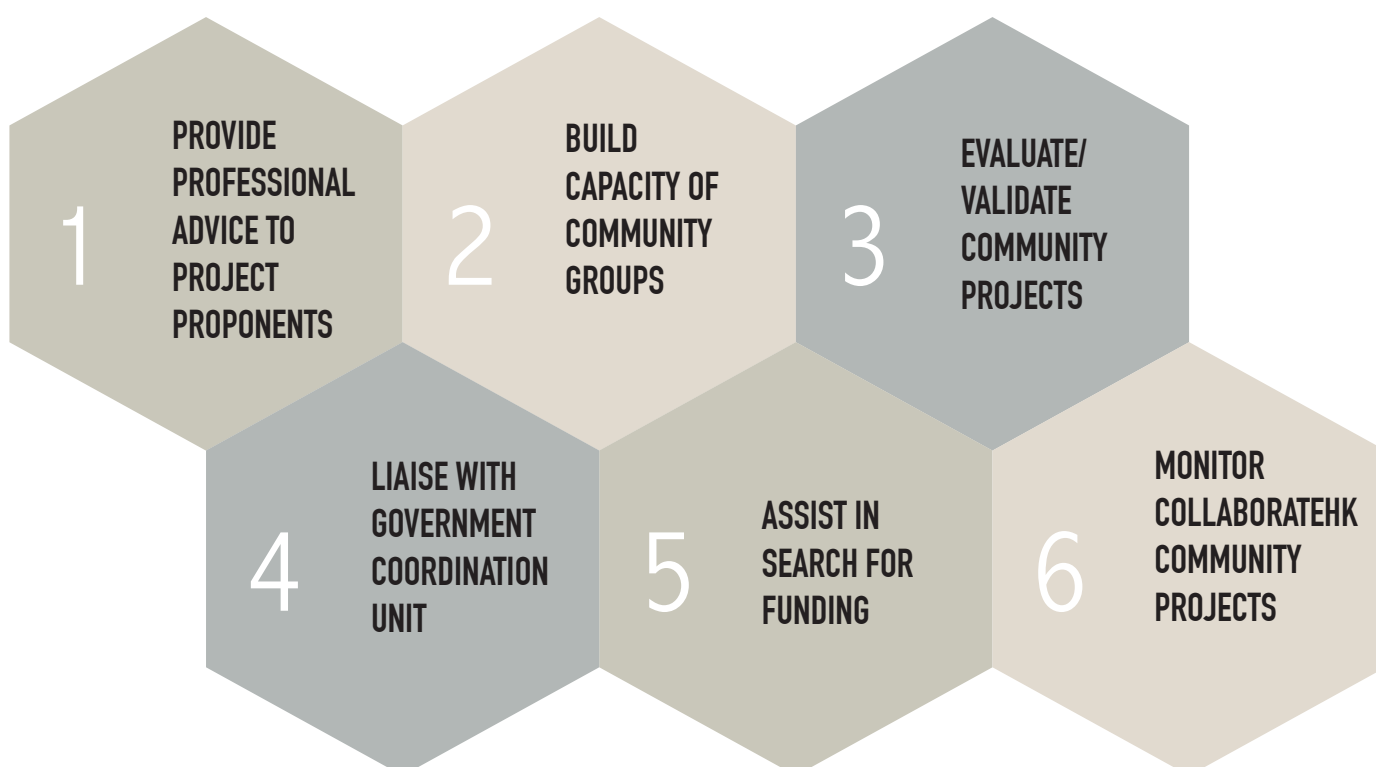 1
PROVIDE
PROFESSIONAL
ADVICE TO
PROJECT
PROPONENTS
2
BUILD
CAPACITY OF
COMMUNITY
GROUPS
3
EVALUATE/
VALIDATE
COMMUNITY
PROJECTS
4
LIAISE WITH
GOVERNMENT
COORDINATION
UNIT
5
ASSIST IN
SEARCH FOR
FUNDING
6
MONITOR
COLLABORATEHK
COMMUNITY
PROJECTS